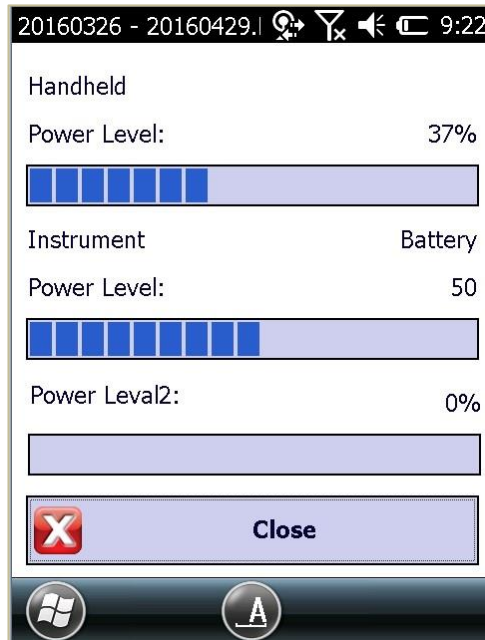 20160326 - 20160429.l 9:22
Handheld
Power Level: 37%
Instrument Battery
Power Level: 50
Power Leval2: 0%
Close
A